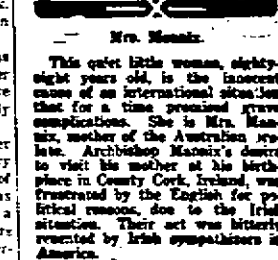 Mrs. Mannix.
This quiet little woman, eighty-
eight years old, is the innocent
cause of an international situation
that for a time promised grave
complications. She is Mrs. Man-
nix, mother of the Australian pre-
late. Archbishop Mannix's desire
to visit his mother at his birth-
place in County Cork, Ireland, was
frustrated by the English for po-
litical reasons, due to the Irish
situation. Their act was bitterly
resented by Irish sympathizers in
America.